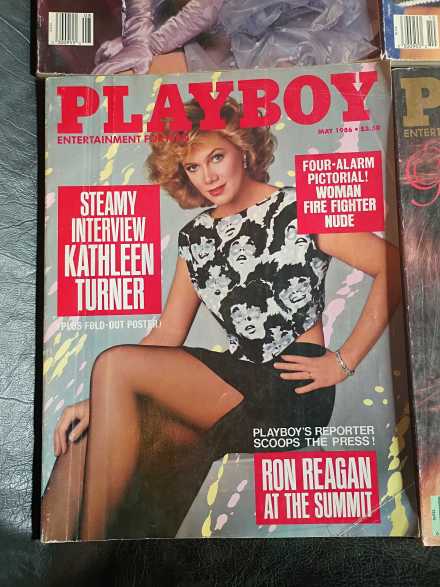 PLAYBOY
ENTERTAINMENT FOR
MAY 1986 • $3.50
FOUR-ALARM
PICTORIAL!
WOMAN
FIRE FIGHTER
NUDE
STEAMY
INTERVIEW
KATHLEEN
TURNER
(PLUS FOLD-OUT POSTER)
PLAYBOY'S REPORTER
SCOOPS THE PRESS!
RON REAGAN
AT THE SUMMIT